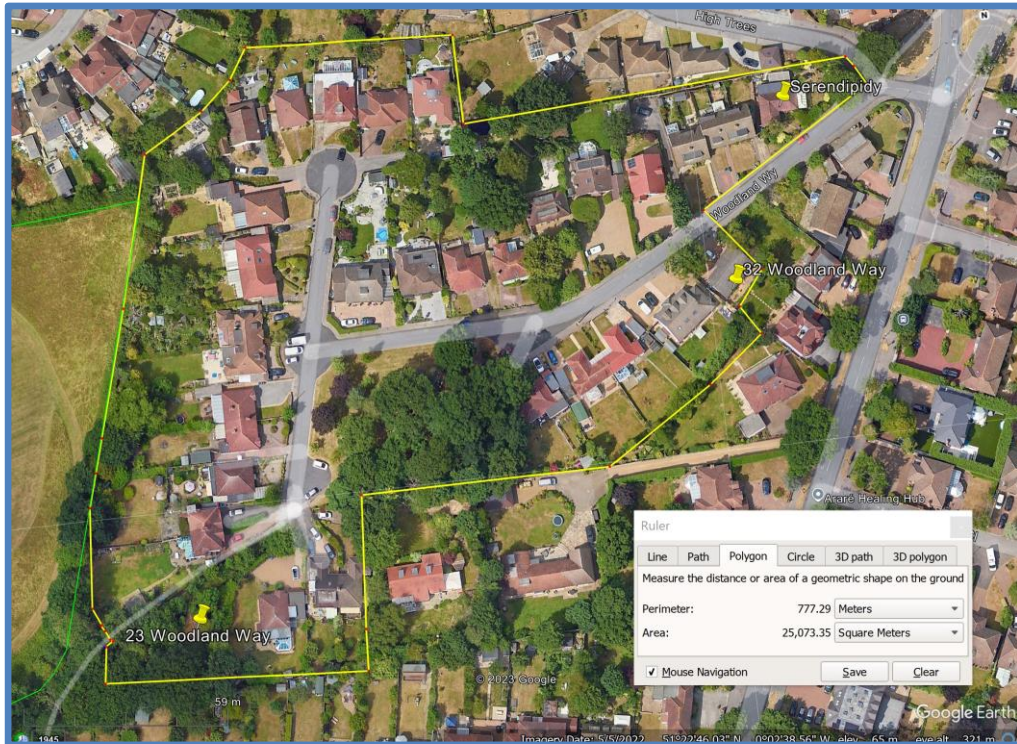 High Trees
N
Serendipidy
Woodland Wy
32 Woodland Way
Araré Healing Hub
Ruler
Line Path Polygon Circle 3D path 3D polygon
Measure the distance or area of a geometric shape on the ground
Perimeter: 777.29 Meters
Area: 25,073.35 Square Meters
Mouse Navigation Save Clear
23 Woodland Way
© 2023 Google
59 m
Google Earth
1945
Imagery Date: 5/5/2022 51°22'46.03" N 0°02'38.56" W elev 65 m eye alt 321 m